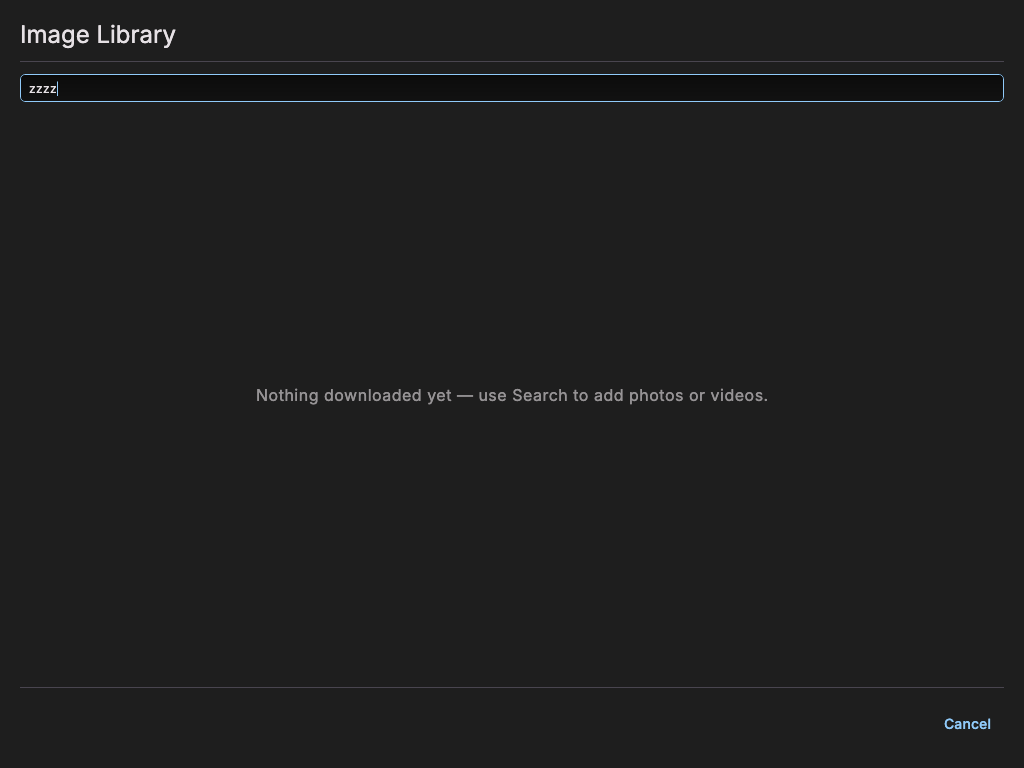 Image Library
zzzz
Nothing downloaded yet — use Search to add photos or videos.
Cancel